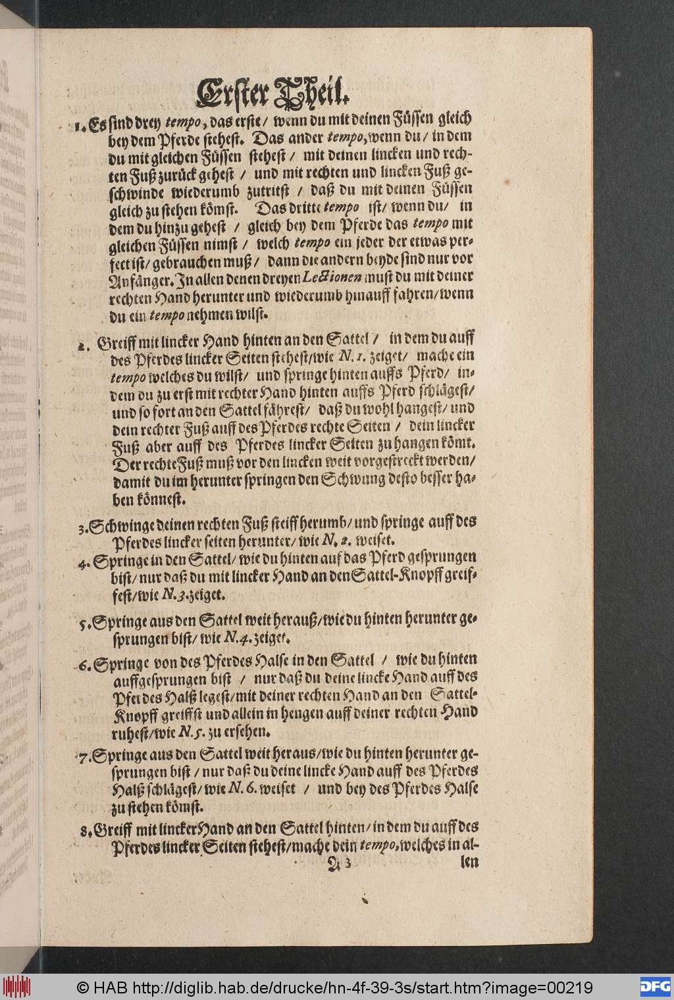 Erster Theil.
1. Es sind drey tempo, das erste/ wenn du mit deinen Füssen gleich
bey dem Pferde stehest. Das ander tempo, wenn du/ in dem
du mit gleichen Füssen stehest/ mit deinen lincken und rech-
ten Fuß zurück gehest/ und mit rechten und lincken Fuß ge-
schwinde wiederumb zutritst/ daß du mit deinen Füssen
gleich zu stehen kömst. Das dritte tempo ist/ wenn du/ in
dem du hinzu gehest/ gleich bey dem Pferde das tempo mit
gleichen Füssen nimst/ welch tempo ein jeder der etwas per-
fect ist/ gebrauchen muß/ dann die andern beyde sind nur vor
Anfänger. In allen denen dreyen Lectionen must du mit deiner
rechten Hand herunter und wiederumb hinauff fahren/ wenn
du ein tempo nehmen wilst.
2. Greiff mit lincker Hand hinten an den Sattel/ in dem du auff
des Pferdes lincker Seiten stehest/ wie N. 1. zeiget/ mache ein
tempo welches du wilst/ und springe hinten auffs Pferd/ in-
dem du zu erst mit rechter Hand hinten auffs Pferd schlägest/
und so fort an den Sattel fährest/ daß du wohl hangest/ und
dein rechter Fuß auff des Pferdes rechte Seiten/ dein lincker
Fuß aber auff des Pferdes lincker Seiten zu hangen kömt.
Der rechte Fuß muß vor den lincken weit vorgestreckt werden/
damit du im herunter springen den Schwung desto besser ha-
ben könnest.
3. Schwinge deinen rechten Fuß steiff herumb/ und springe auff des
Pferdes lincker seiten herunter/ wie N. 2. weiset.
4. Springe in den Sattel/ wie du hinten auf das Pferd gesprungen
bist/ nur daß du mit lincker Hand an den Sattel-Knopff greif-
fest/ wie N. 3. zeiget.
5. Springe aus den Sattel weit herauß/ wie du hinten herunter ge-
sprungen bist/ wie N. 4. zeiget.
6. Springe von des Pferdes Halse in den Sattel/ wie du hinten
auffgesprungen bist/ nur daß du deine lincke Hand auff des
Pferdes Halß legest/ mit deiner rechten Hand an den Sattel-
Knopff greiffst und allein in hengen auff deiner rechten Hand
ruhest/ wie N. 5. zu ersehen.
7. Springe aus den Sattel weit heraus/ wie du hinten herunter ge-
sprungen bist/ nur daß du deine lincke Hand auff des Pferdes
Halß schlägest/ wie N. 6. weiset/ und bey des Pferdes Halse
zu stehen kömst.
8. Greiff mit lincker Hand an den Sattel hinten/ in dem du auff des
Pferdes lincker Seiten stehest/ mache dein tempo, welches in al-
A 3 len
© HAB http://diglib.hab.de/drucke/hn-4f-39-3s/start.htm?image=00219
DFG